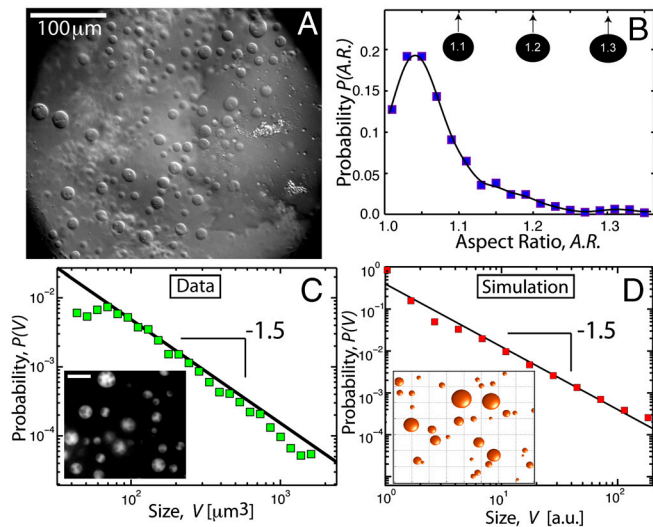 100μm
A
B
Probability P(A.R.)
0.2
0.15
0.10
0.05
0.0
1.1
1.2
1.3
1.0
1.1
1.2
1.3
Aspect Ratio, A.R.
C
Data
Probability, P(V)
10⁻²
10⁻³
10⁻⁴
-1.5
10²
10³
Size, V [μm³]
D
Simulation
Probability, P(V)
10⁰
10⁻¹
10⁻²
10⁻³
10⁻⁴
-1.5
10⁰
10¹
10²
Size, V [a.u.]